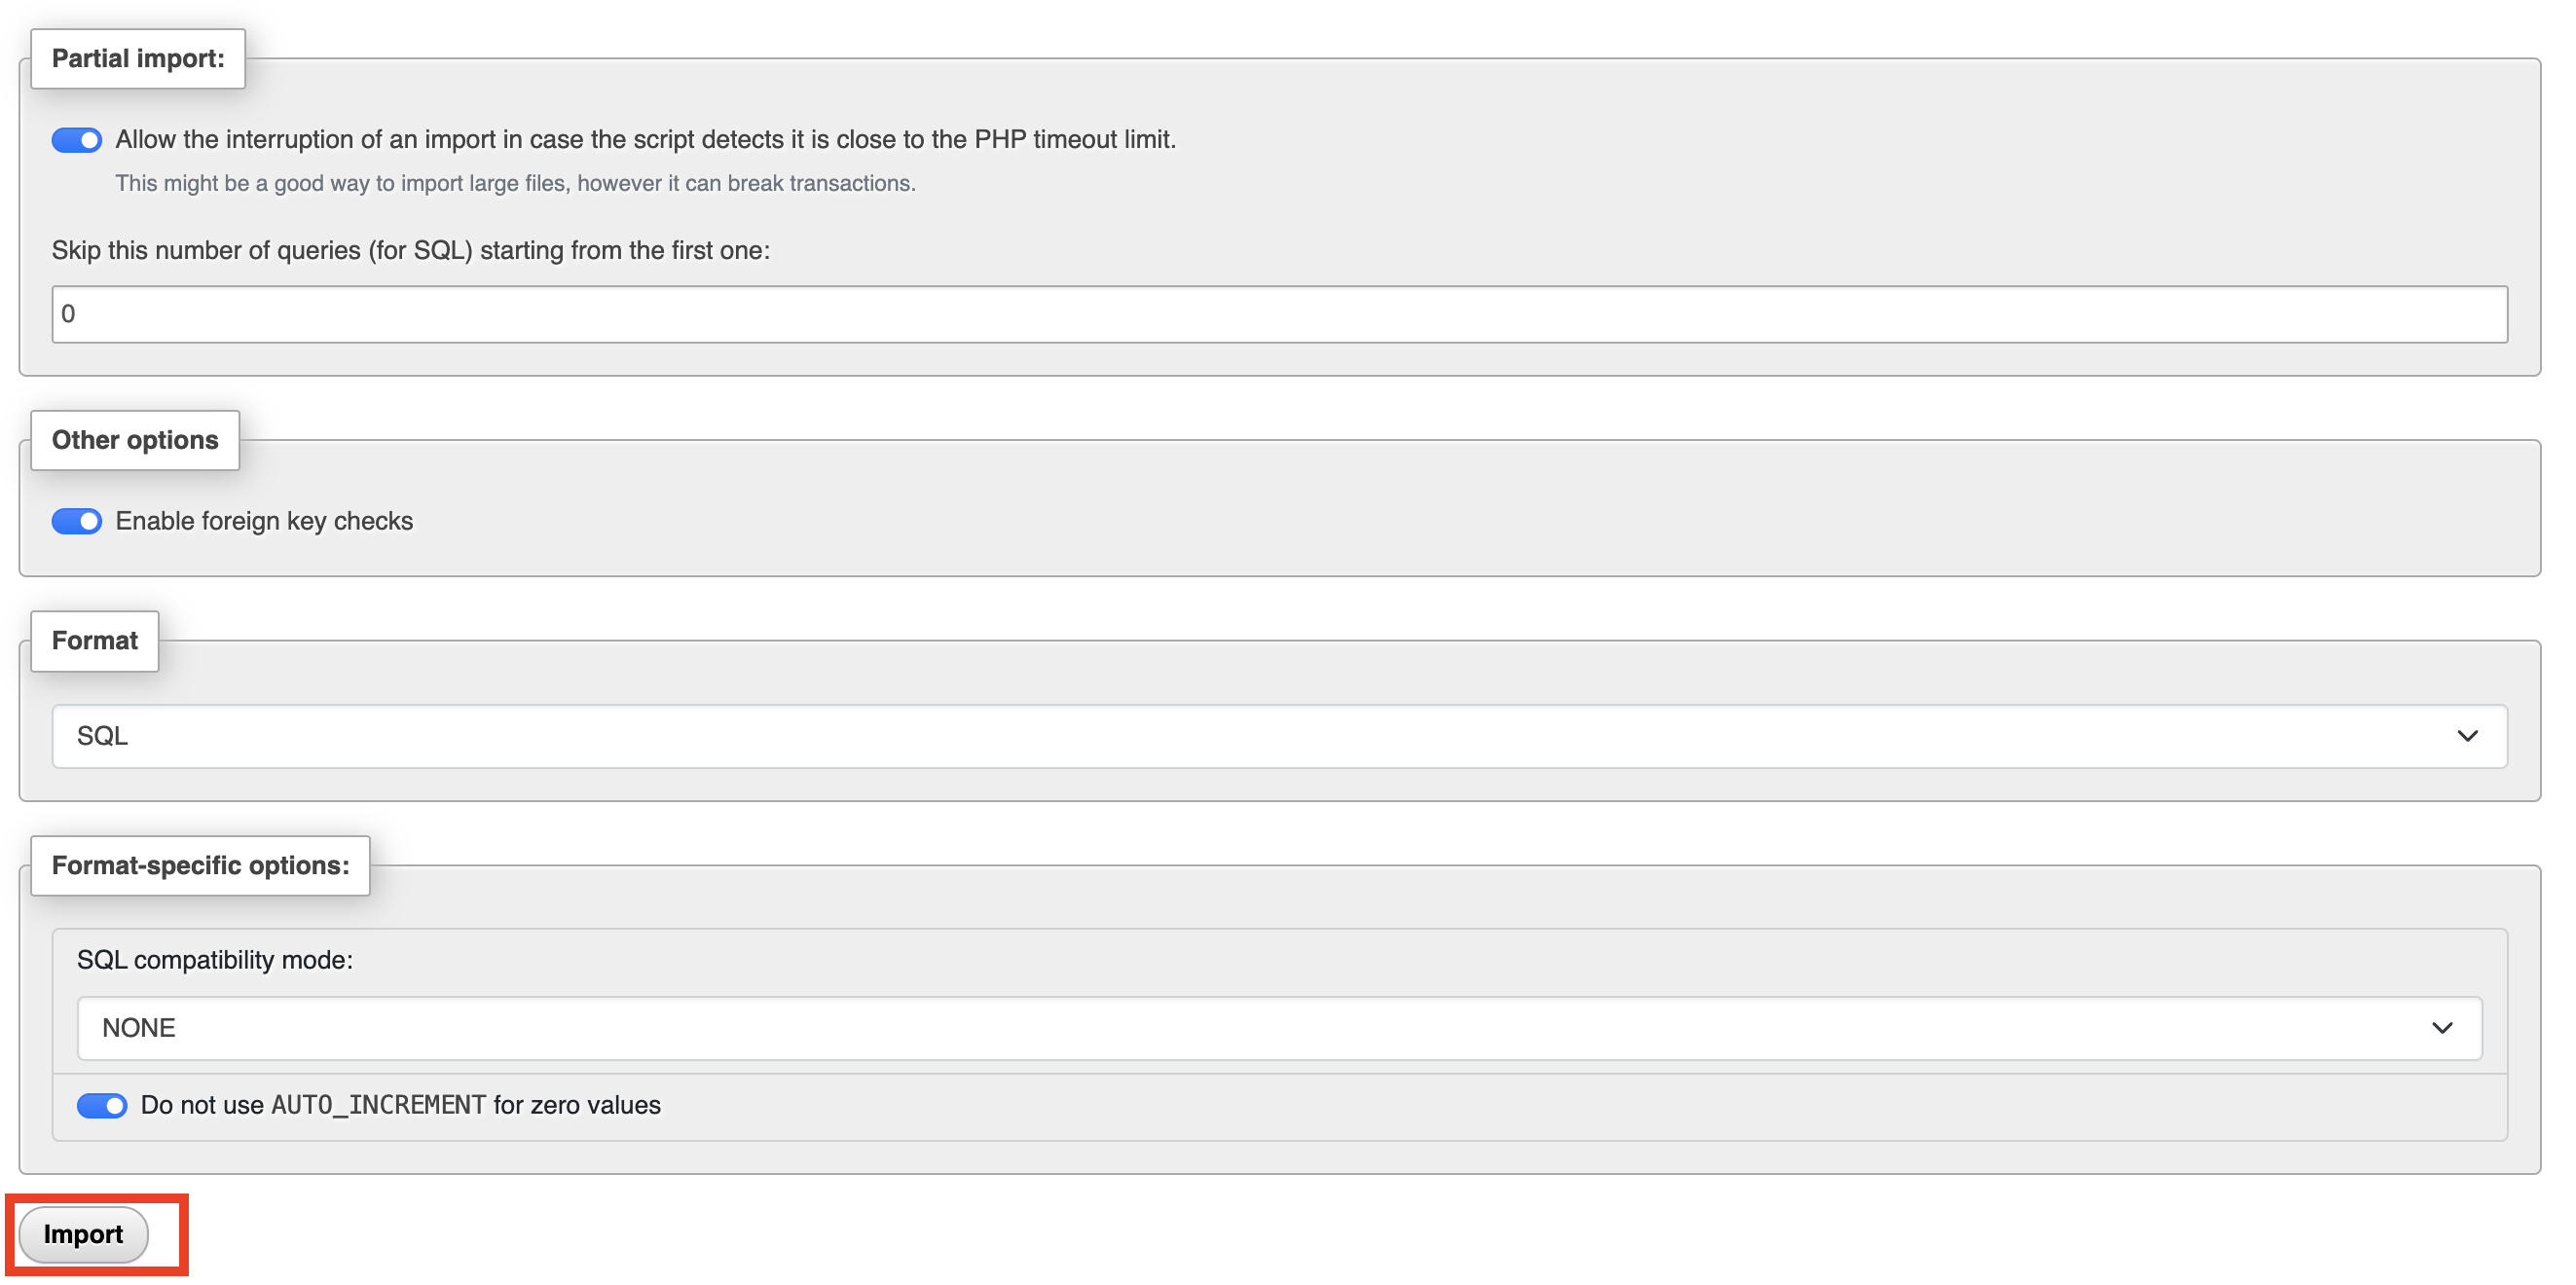 Partial import:
Allow the interruption of an import in case the script detects it is close to the PHP timeout limit.
This might be a good way to import large files, however it can break transactions.
Skip this number of queries (for SQL) starting from the first one:
0
Other options
Enable foreign key checks
Format
SQL
Format-specific options:
SQL compatibility mode:
NONE
Do not use AUTO_INCREMENT for zero values
Import